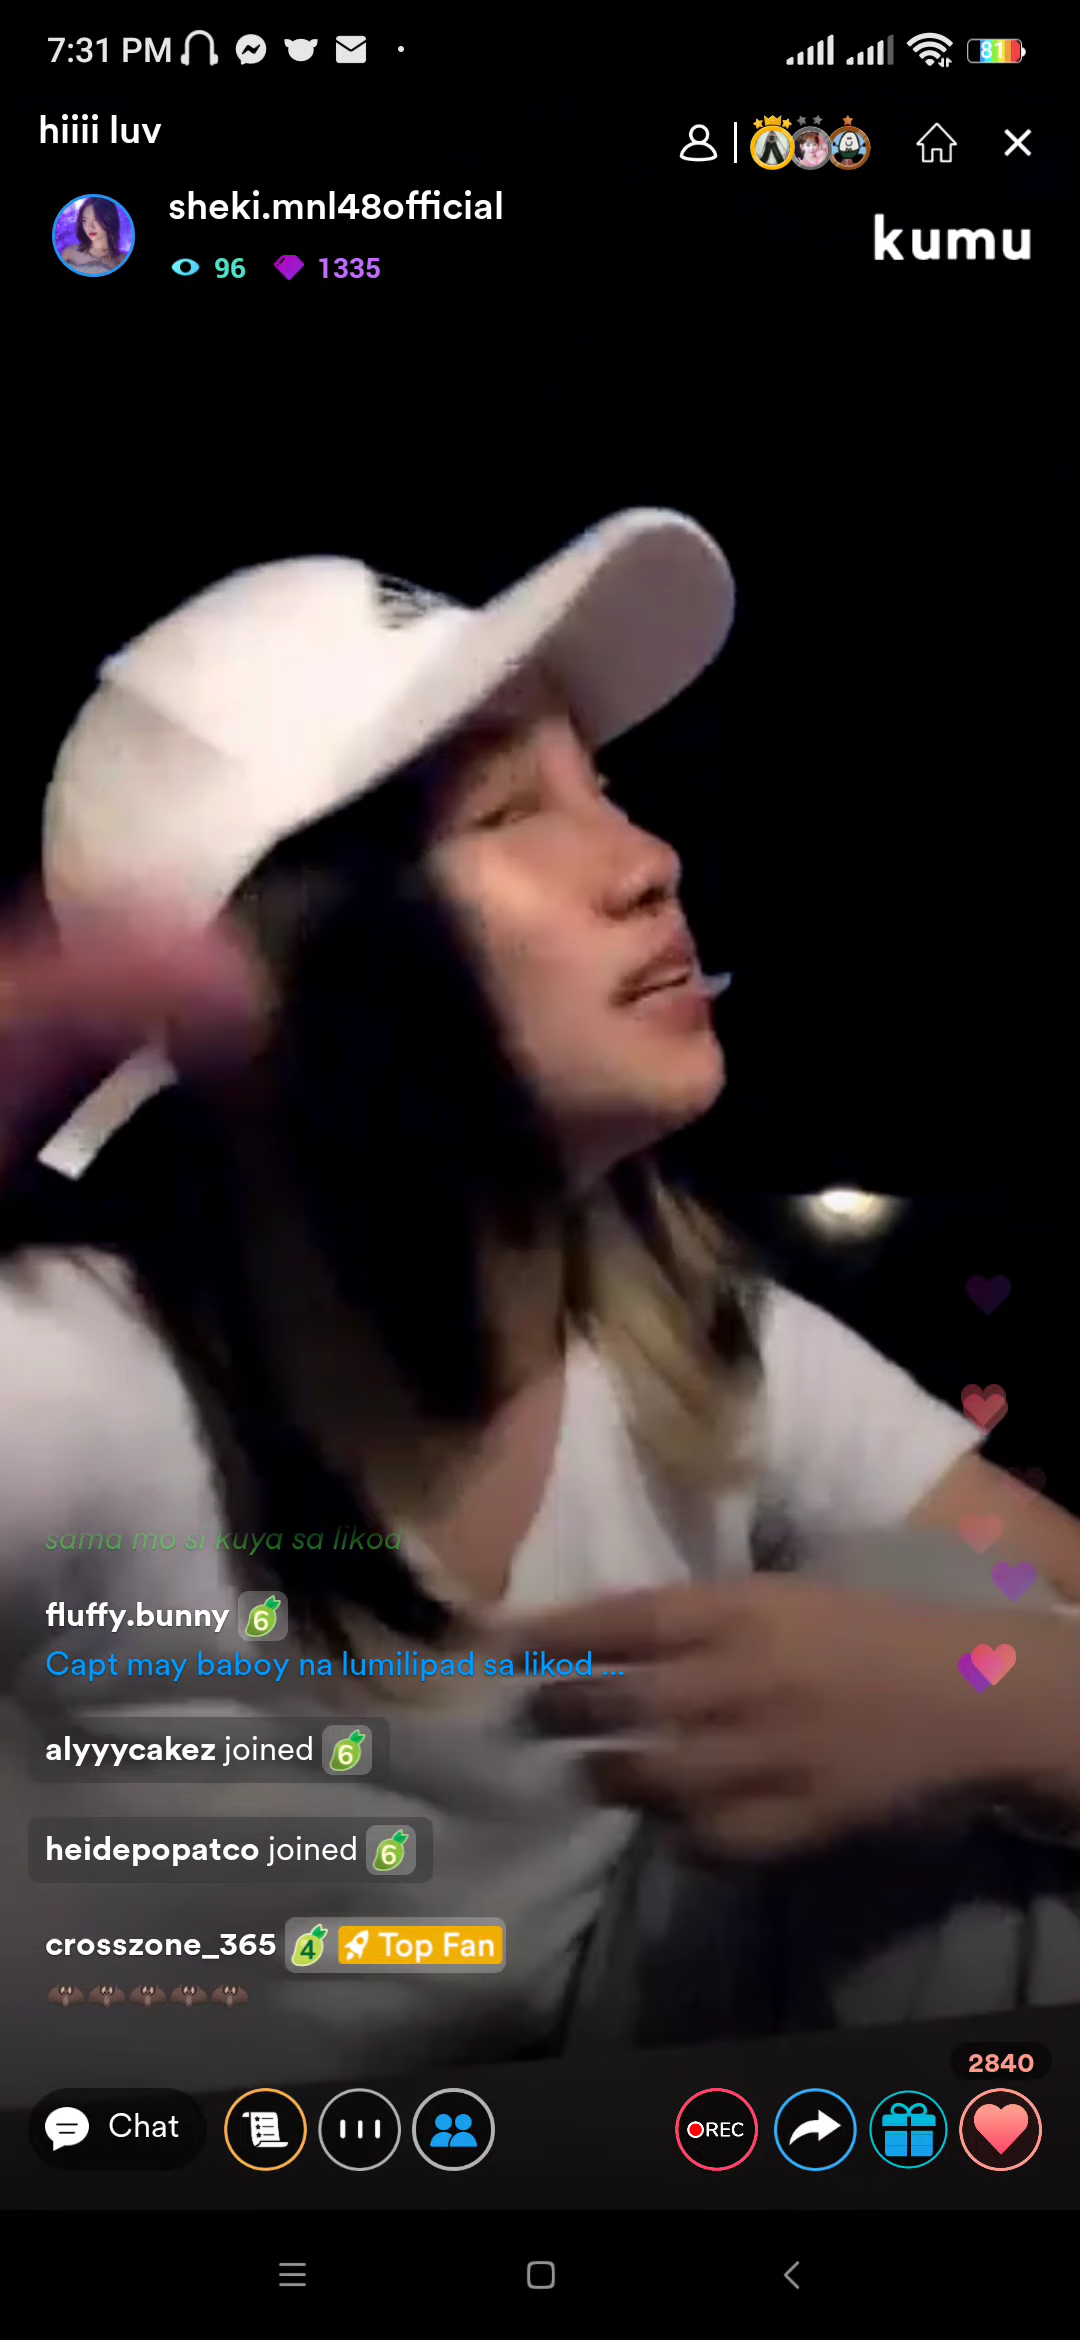 7:31 PM
81
hiiii luv
sheki.mnl48official
96 1335
kumu
sama mo si kuya sa likod
fluffy.bunny 6
Capt may baboy na lumilipad sa likod ...
alyyycakez joined 6
heidepopatco joined 6
crosszone_365 4 Top Fan
2840
Chat
REC